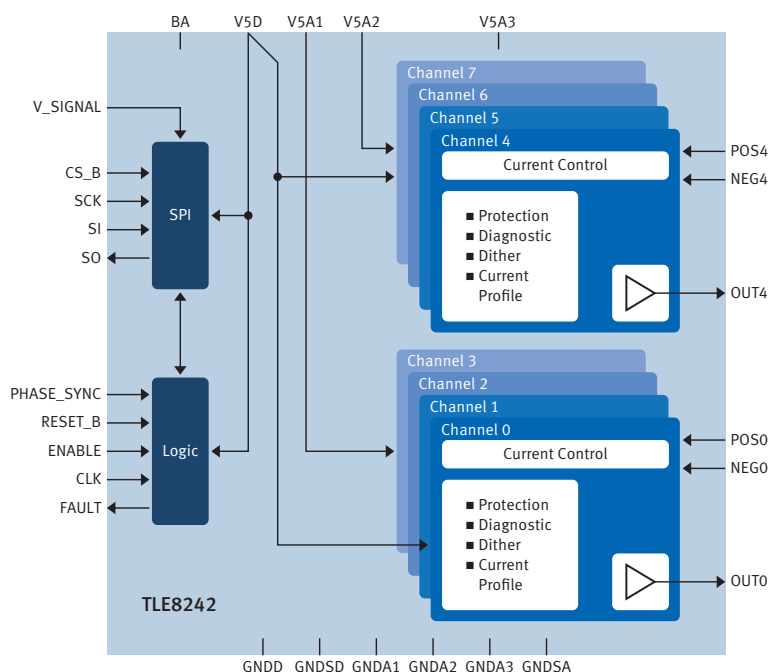 BA V5D V5A1 V5A2 V5A3
V_SIGNAL
CS_B
SCK
SI
SO
SPI
PHASE_SYNC
RESET_B
ENABLE
CLK
FAULT
Logic
Channel 7
Channel 6
Channel 5
Channel 4
Current Control
■ Protection
■ Diagnostic
■ Dither
■ Current
Profile
POS4
NEG4
OUT4
Channel 3
Channel 2
Channel 1
Channel 0
Current Control
■ Protection
■ Diagnostic
■ Dither
■ Current
Profile
POS0
NEG0
OUT0
TLE8242
GNDD GNDSD GNDA1 GNDA2 GNDA3 GNDSA